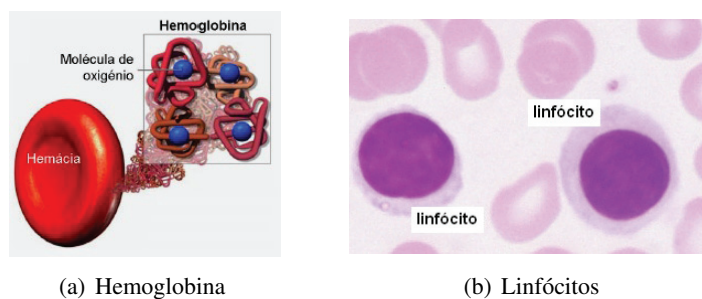 Hemoglobina
Molécula de
oxigénio
Hemácia
linfócito
linfócito
(a) Hemoglobina
(b) Linfócitos